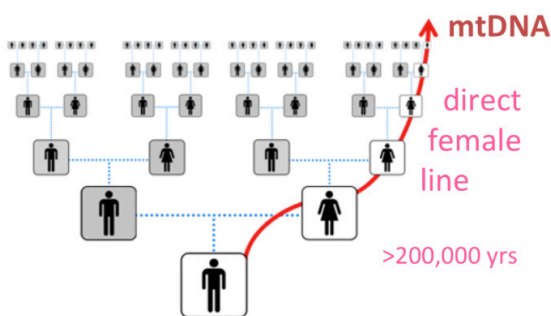 mtDNA
direct
female
line
>200,000 yrs